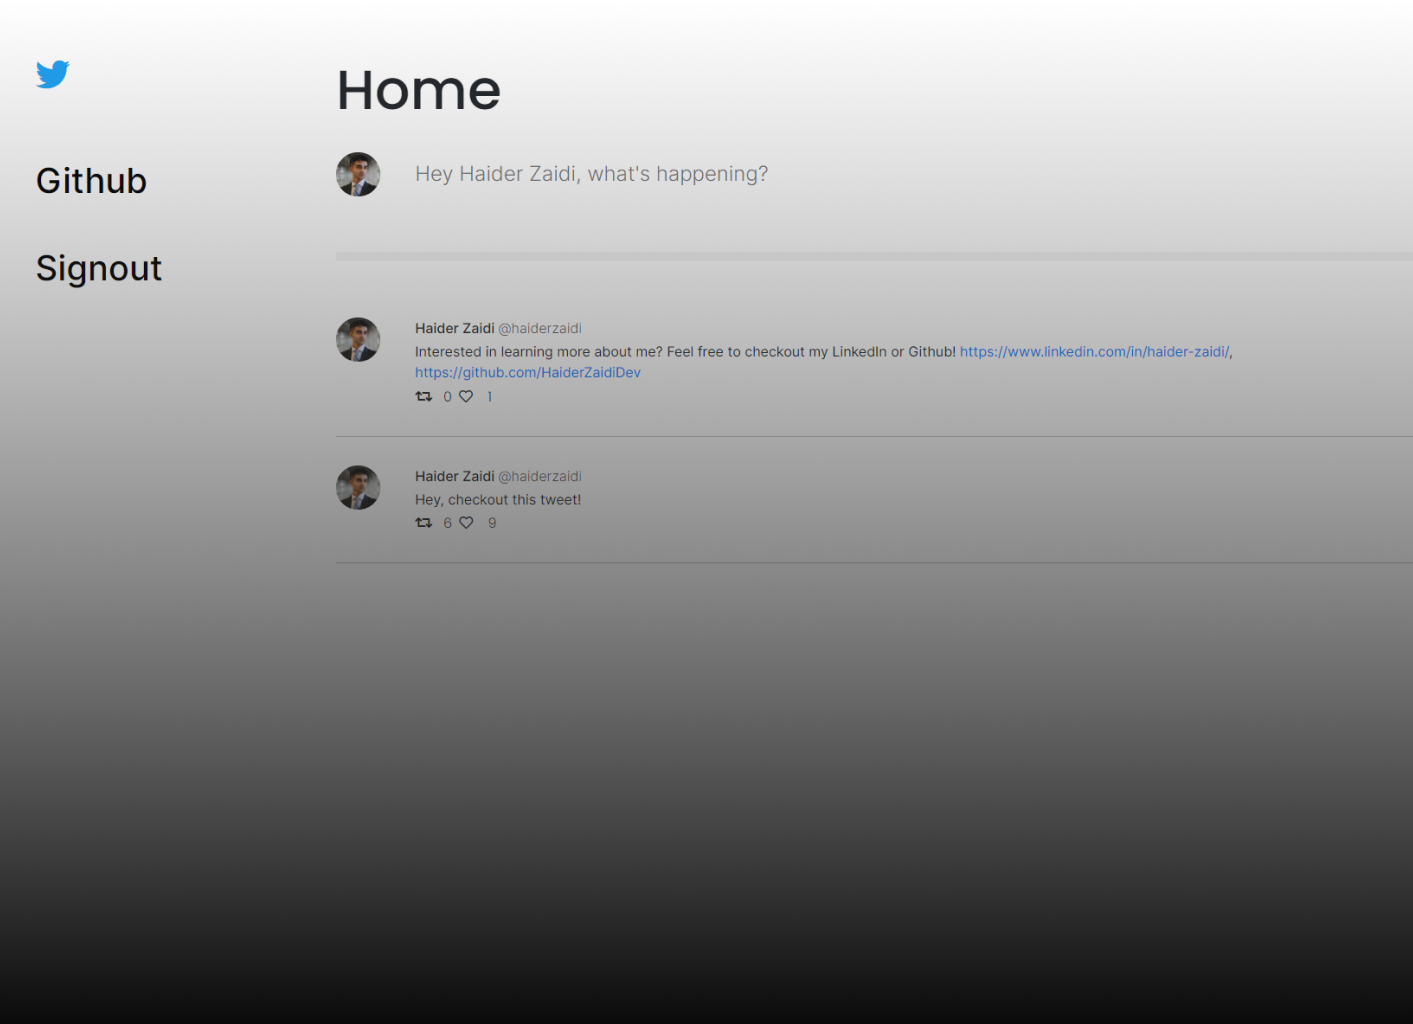 Home
Github
Signout
Hey Haider Zaidi, what's happening?
Haider Zaidi @haiderzaidi
Interested in learning more about me? Feel free to checkout my LinkedIn or Github! https://www.linkedin.com/in/haider-zaidi/,
https://github.com/HaiderZaidiDev
0 1
Haider Zaidi @haiderzaidi
Hey, checkout this tweet!
6 9